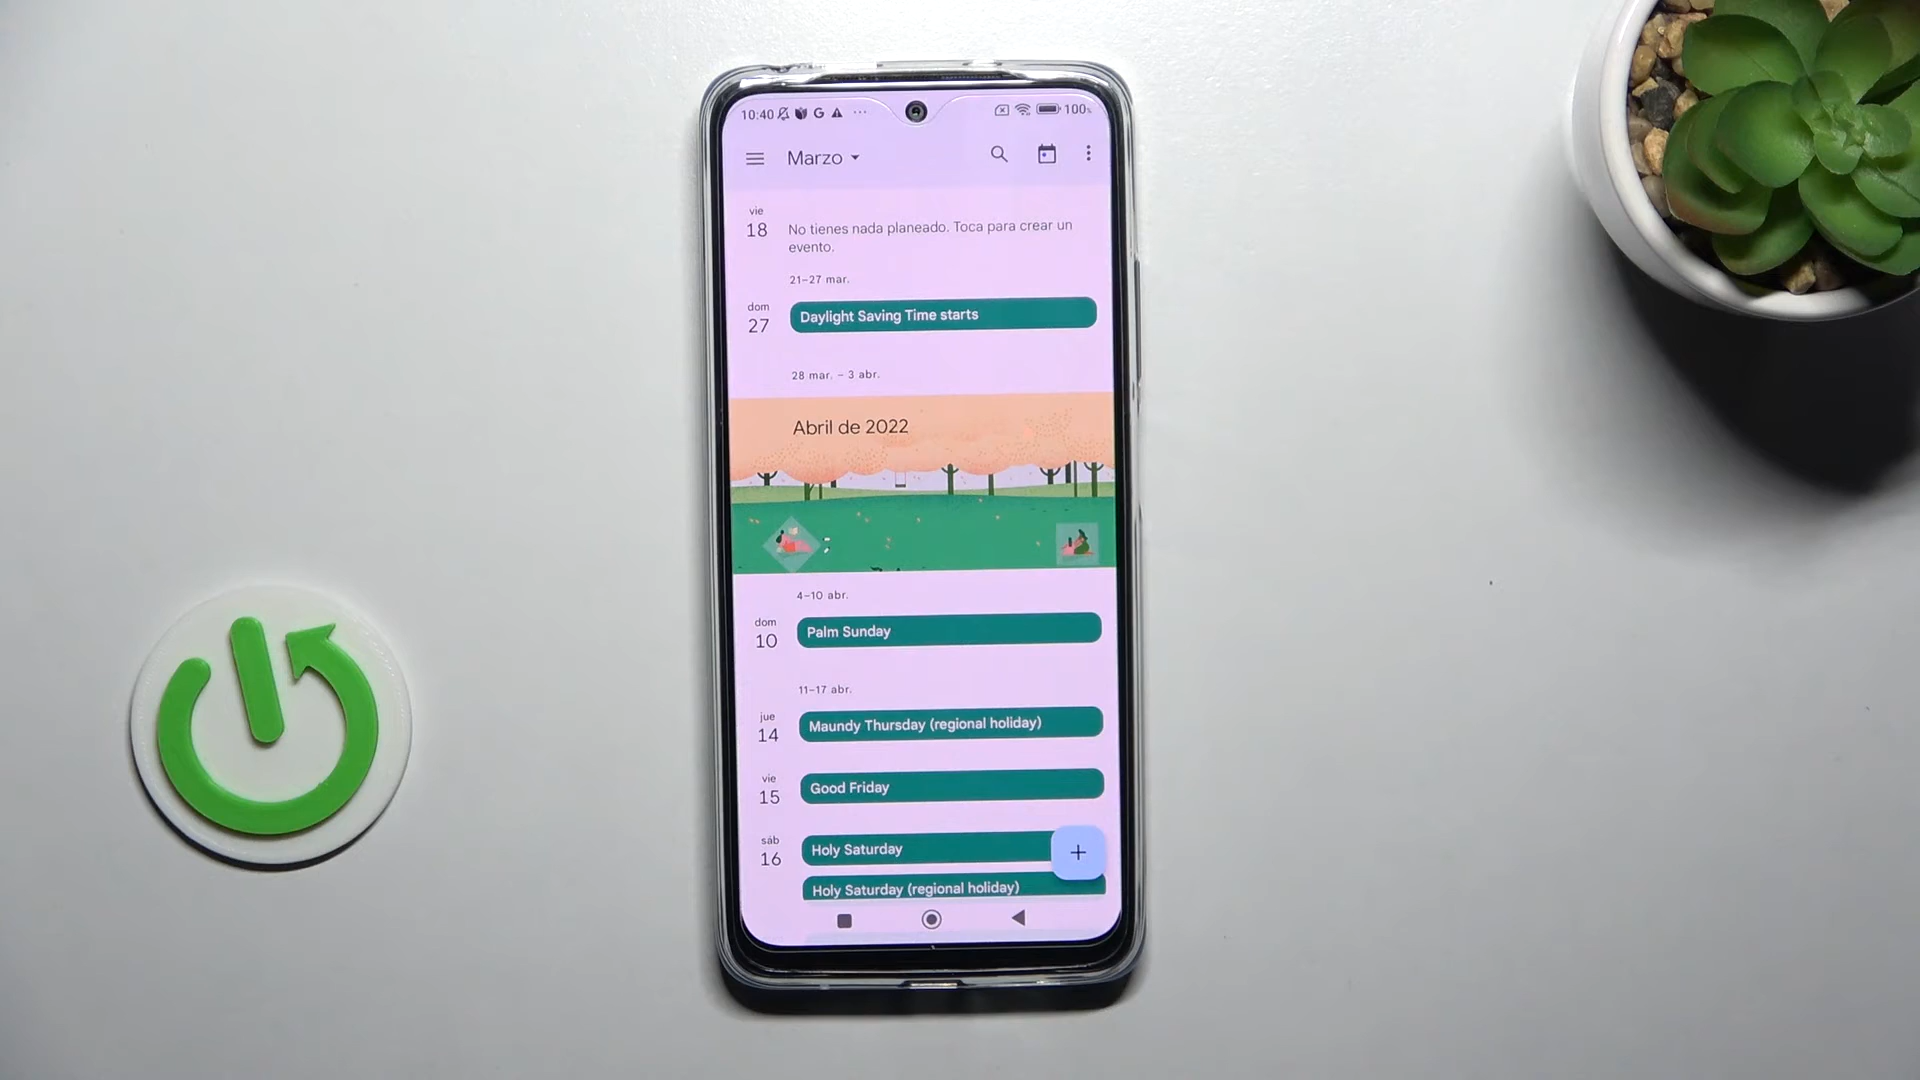 10:40 G ... 100%
Marzo
vie
18
No tienes nada planeado. Toca para crear un
evento.
21–27 mar.
dom
27
Daylight Saving Time starts
28 mar. – 3 abr.
Abril de 2022
4–10 abr.
dom
10
Palm Sunday
11–17 abr.
jue
14
Maundy Thursday (regional holiday)
vie
15
Good Friday
sáb
16
Holy Saturday
+
Holy Saturday (regional holiday)